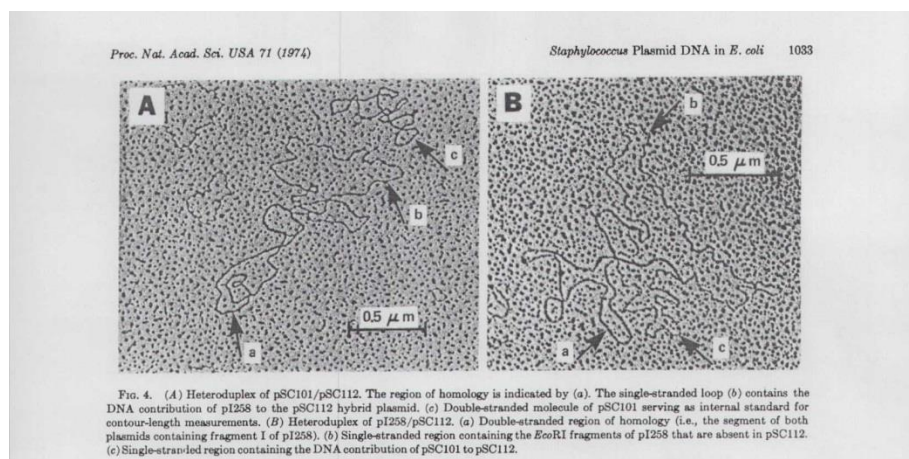 Proc. Nat. Acad. Sci. USA 71 (1974)
Staphylococcus Plasmid DNA in E. coli 1033
A
c
b
0.5 μm
a
B
b
0.5 μm
a
c
FIG. 4. (A) Heteroduplex of pSC101/pSC112. The region of homology is indicated by (a). The single-stranded loop (b) contains the
DNA contribution of pI258 to the pSC112 hybrid plasmid. (c) Double-stranded molecule of pSC101 serving as internal standard for
contour-length measurements. (B) Heteroduplex of pI258/pSC112. (a) Double-stranded region of homology (i.e., the segment of both
plasmids containing fragment I of pI258). (b) Single-stranded region containing the EcoRI fragments of pI258 that are absent in pSC112.
(c) Single-stranded region containing the DNA contribution of pSC101 to pSC112.